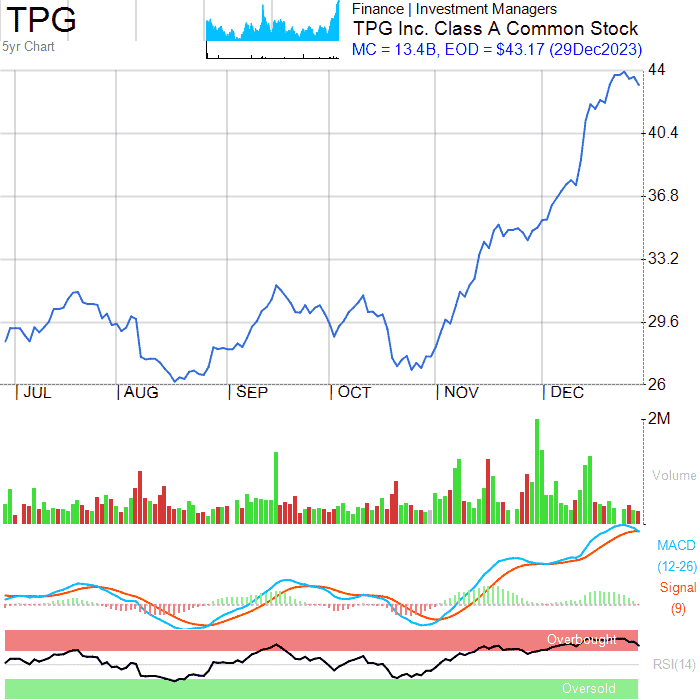 TPG
5yr Chart
Finance | Investment Managers
TPG Inc. Class A Common Stock
MC = 13.4B, EOD = $43.17 (29Dec2023)
44
40.4
36.8
33.2
29.6
26
JUL AUG SEP OCT NOV DEC
2M
Volume
MACD
(12-26)
Signal
(9)
Overbought
RSI(14)
Oversold